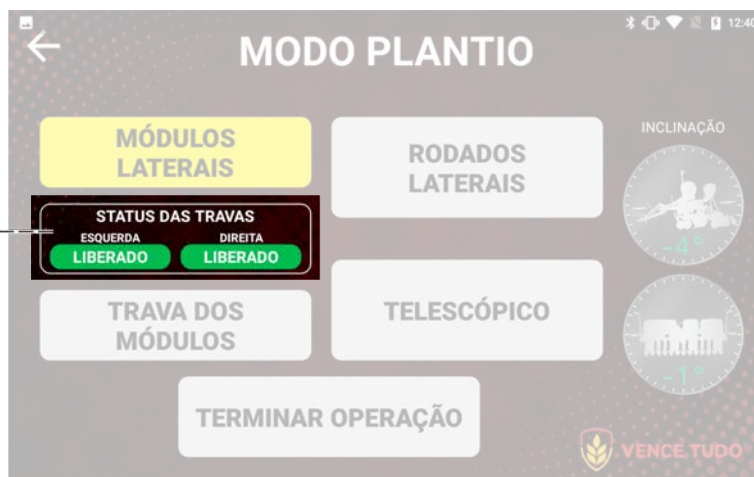 12:40
MODO PLANTIO
MÓDULOS
LATERAIS
RODADOS
LATERAIS
INCLINAÇÃO
STATUS DAS TRAVAS
ESQUERDA DIREITA
LIBERADO LIBERADO
-4°
TRAVA DOS
MÓDULOS
TELESCÓPICO
-1°
TERMINAR OPERAÇÃO
VENCE TUDO